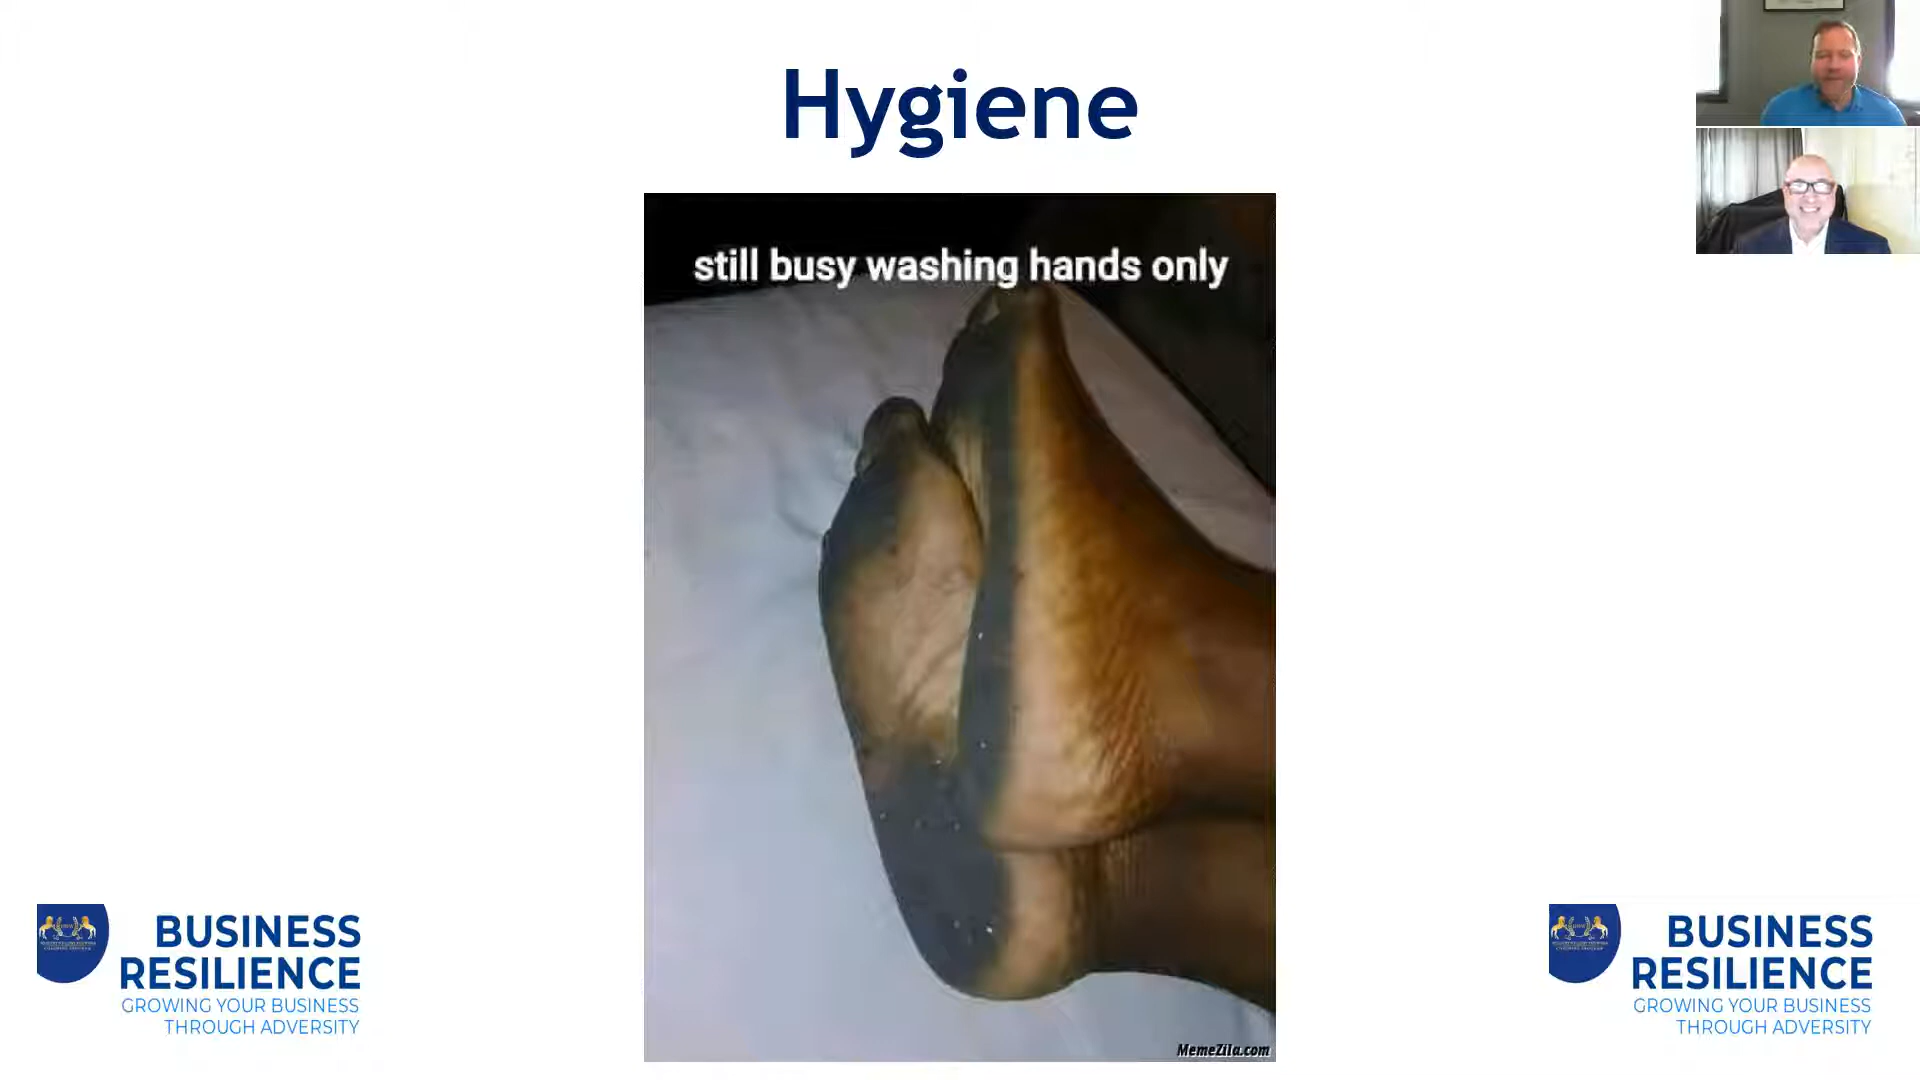 Hygiene
still busy washing hands only
MemeZila.com
BUSINESS
RESILIENCE
GROWING YOUR BUSINESS
THROUGH ADVERSITY
BUSINESS
RESILIENCE
GROWING YOUR BUSINESS
THROUGH ADVERSITY